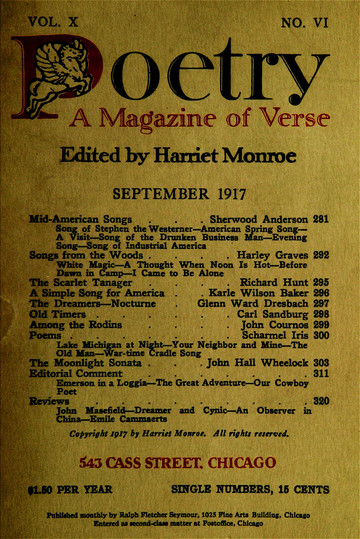 VOL. X NO. VI
Poetry
A Magazine of Verse
Edited by Harriet Monroe
SEPTEMBER 1917
Mid-American Songs . . . Sherwood Anderson 281
Song of Stephen the Westerner—American Spring Song—
A Visit—Song of the Drunken Business Man—Evening
Song—Song of Industrial America
Songs from the Woods . . . . Harley Graves 292
White Magic—A Thought When Noon Is Hot—Before
Dawn in Camp—I Came to Be Alone
The Scarlet Tanager . . . . Richard Hunt 295
A Simple Song for America . Karle Wilson Baker 296
The Dreamers—Nocturne . Glenn Ward Dresbach 297
Old Timers . . . . . Carl Sandburg 298
Among the Rodins . . . . John Cournos 299
Poems . . . . . . Scharmel Iris 300
Lake Michigan at Night—Your Neighbor and Mine—The
Old Man—War-time Cradle Song
The Moonlight Sonata . . John Hall Wheelock 303
Editorial Comment . . . . . . 311
Emerson in a Loggia—The Great Adventure—Our Cowboy
Poet
Reviews . . . . . . . . 320
John Masefield—Dreamer and Cynic—An Observer in
China—Emile Cammaerts
Copyright 1917 by Harriet Monroe. All rights reserved.
543 CASS STREET, CHICAGO
$1.50 PER YEAR SINGLE NUMBERS, 15 CENTS
Published monthly by Ralph Fletcher Seymour, 1025 Fine Arts Building, Chicago
Entered as second-class matter at Postoffice, Chicago